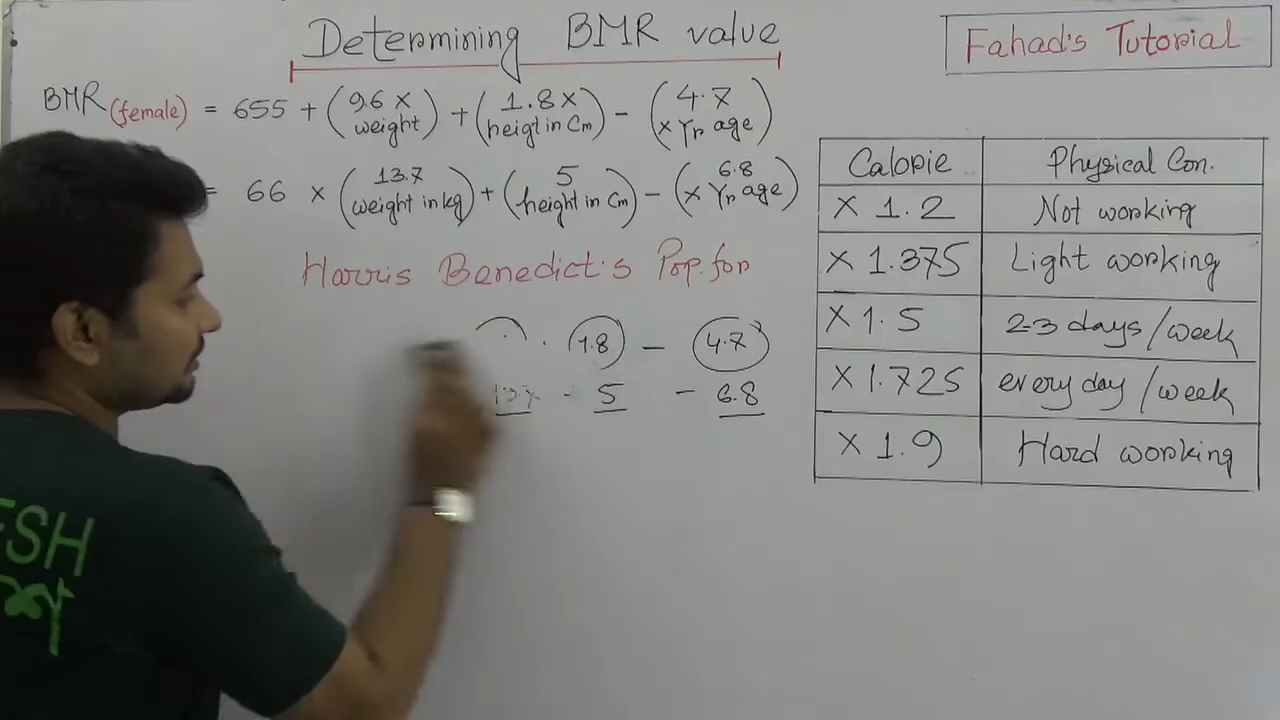 Determining BMR value
Fahad's Tutorial
BMR (female) = 655 + (9.6 x weight) + (1.8 x heigt in Cm) - (4.7 x Yr age)
= 66 x (13.7 weight in kg) + (5 height in Cm) - (6.8 x Yr age)
Harris Benedict's Pop. for
1.8 - 4.7
- 5 - 6.8
Calorie Physical Con.
x 1.2 Not working
x 1.375 Light working
x 1.5 2-3 days/week
x 1.725 every day/week
x 1.9 Hard working
ESH